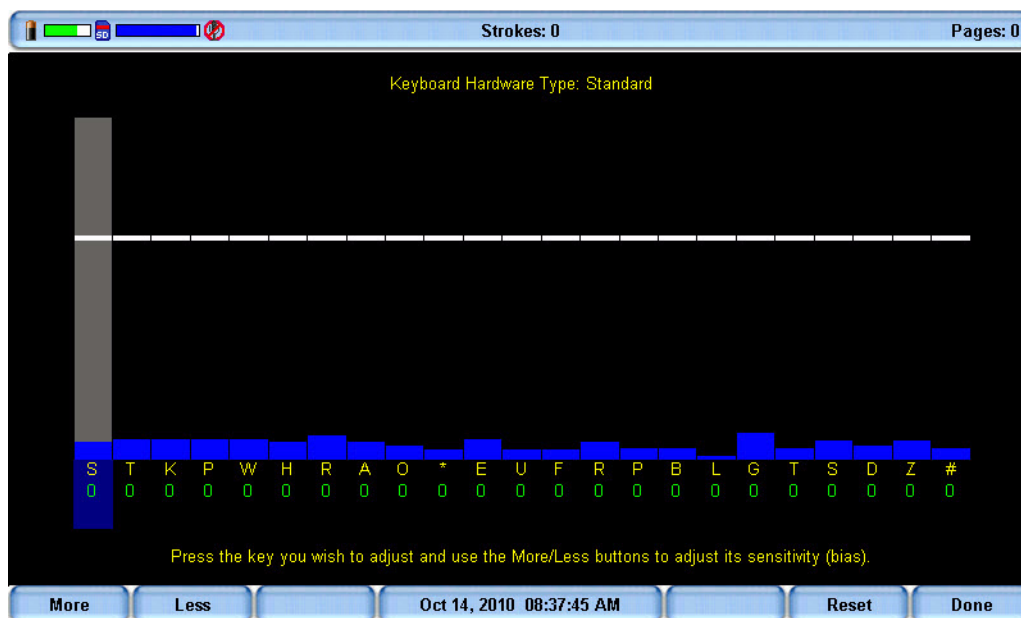 SD Strokes: 0 Pages: 0
Keyboard Hardware Type: Standard
S T K P W H R A O * E U F R P B L G T S D Z #
0 0 0 0 0 0 0 0 0 0 0 0 0 0 0 0 0 0 0 0 0 0 0
Press the key you wish to adjust and use the More/Less buttons to adjust its sensitivity (bias).
More Less Oct 14, 2010 08:37:45 AM Reset Done